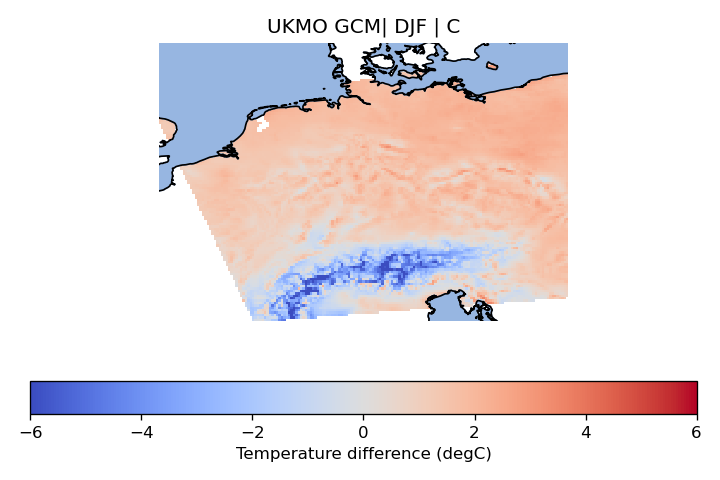 UKMO GCM| DJF | C
−6 −4 −2 0 2 4 6
Temperature difference (degC)